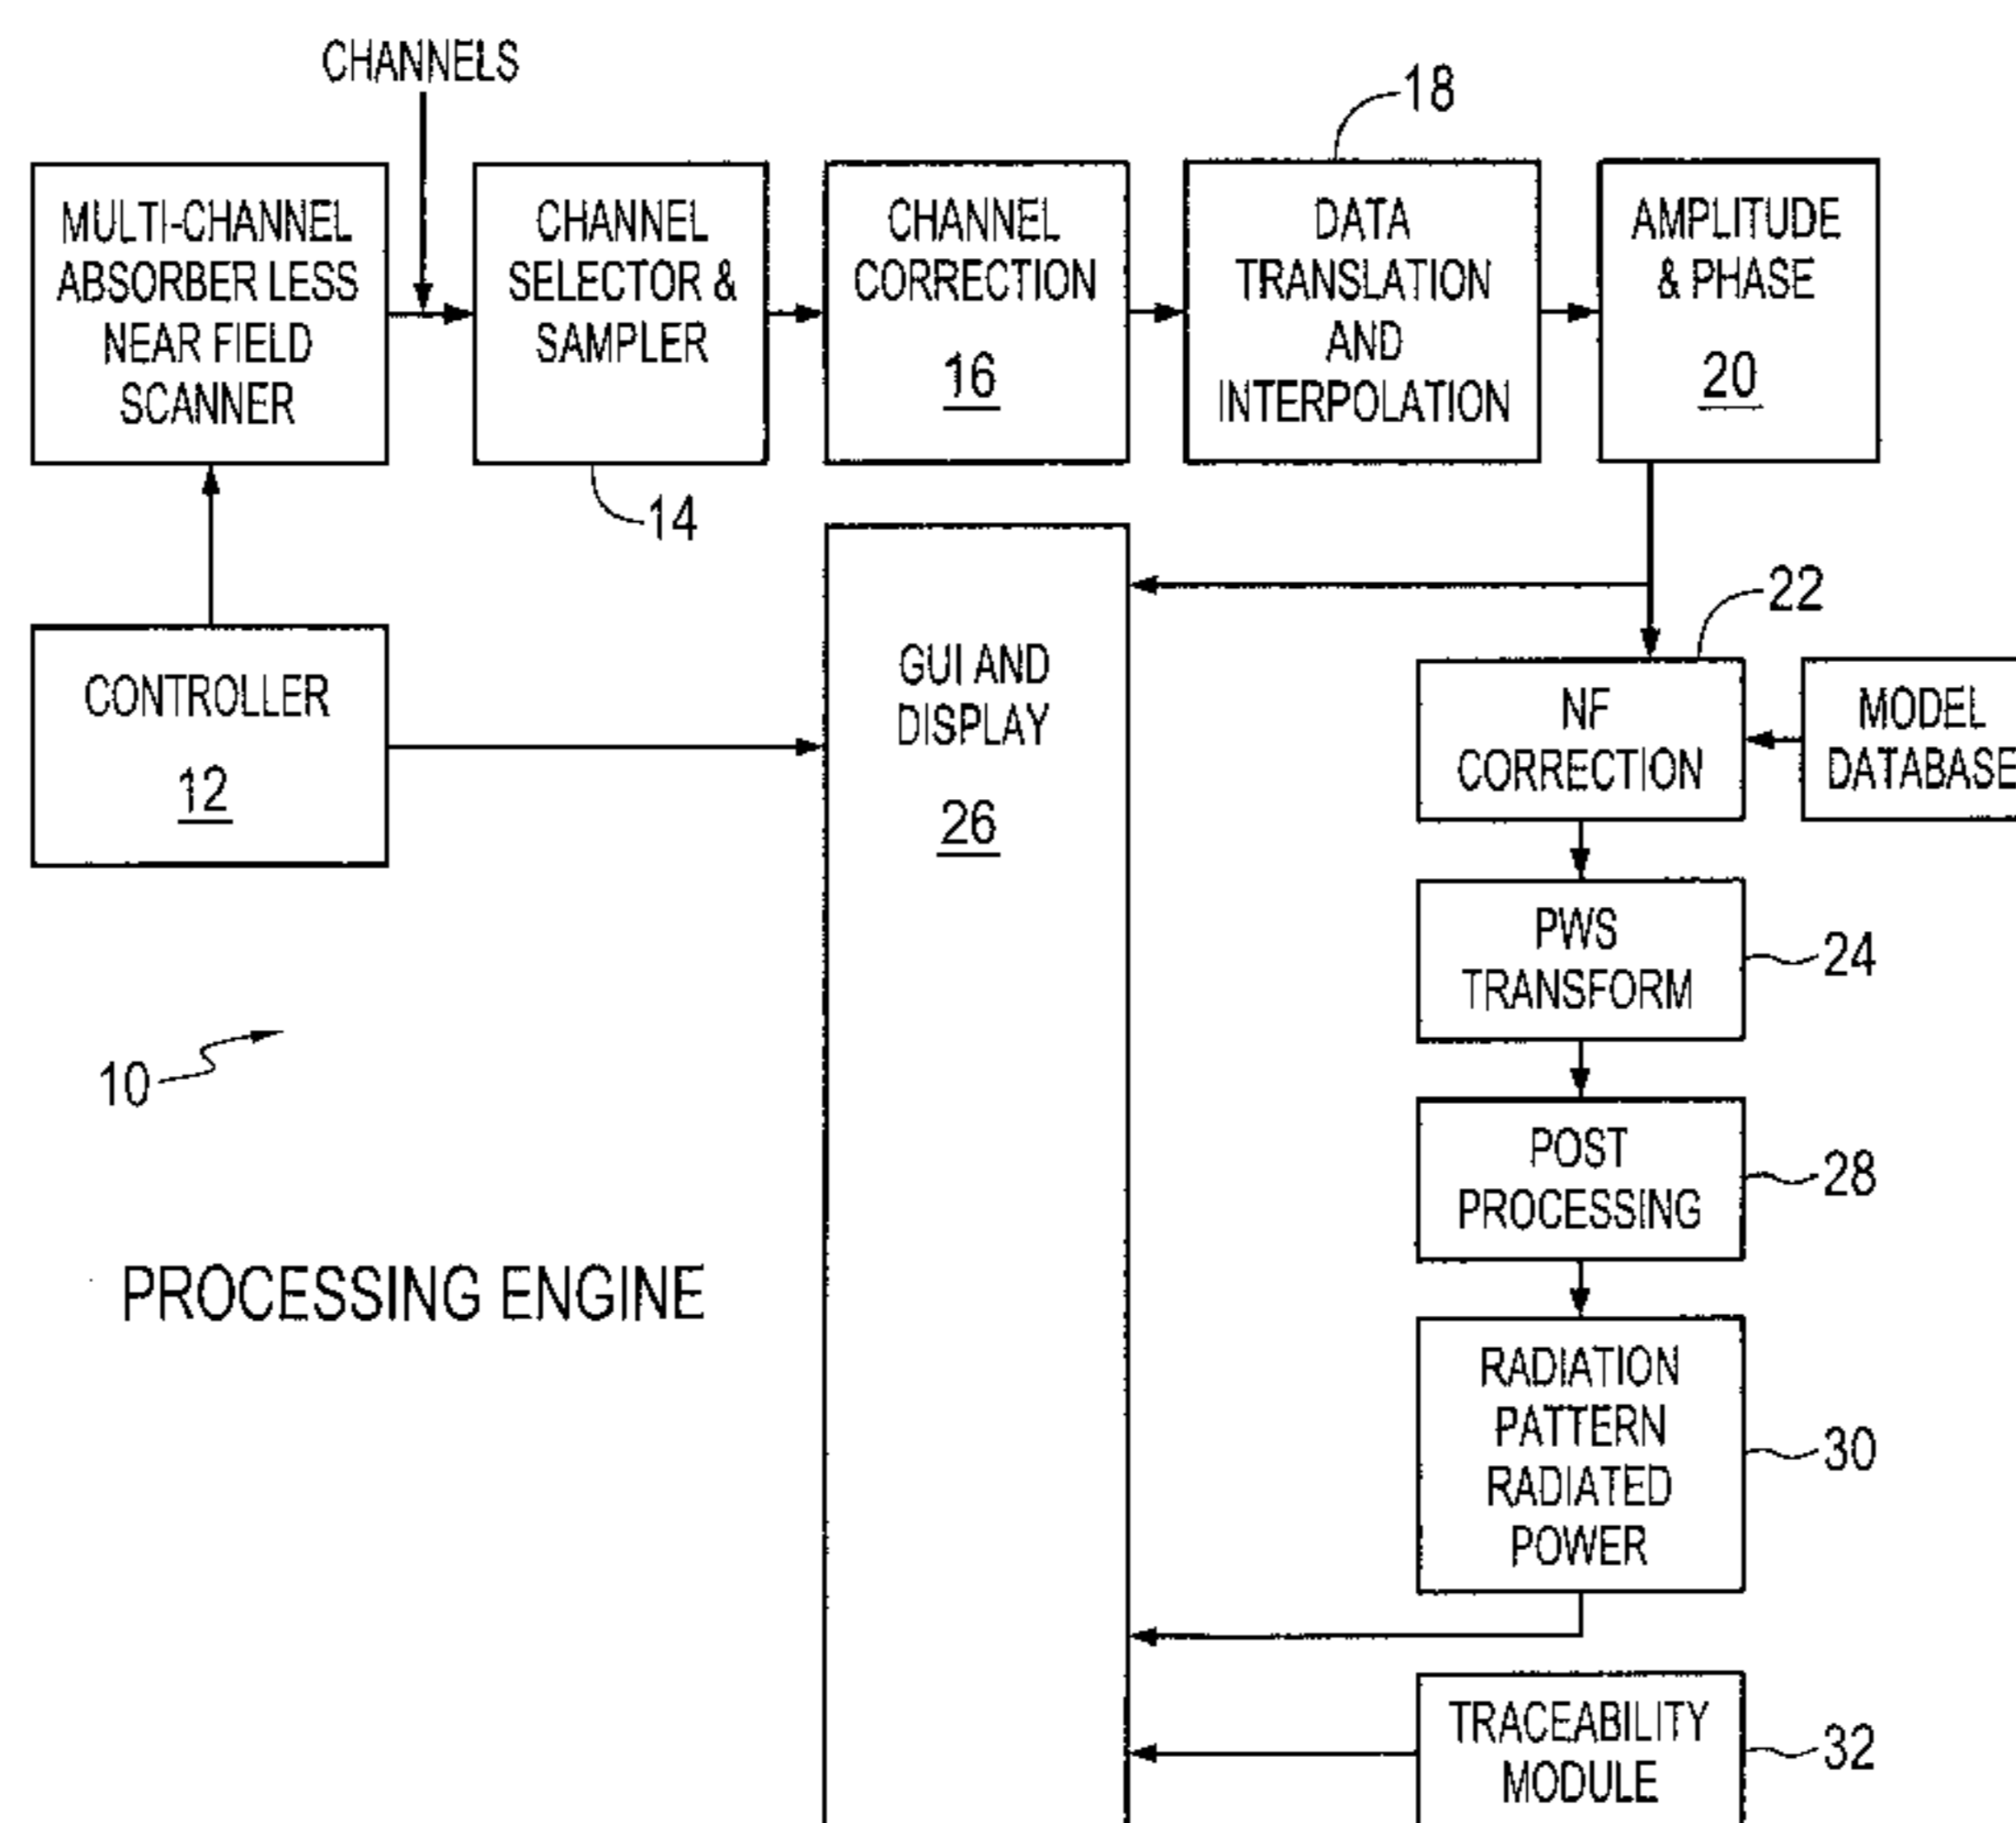 CHANNELS
18
MULTI-CHANNEL
ABSORBER LESS
NEAR FIELD
SCANNER
CHANNEL
SELECTOR &
SAMPLER
14
CHANNEL
CORRECTION
16
DATA
TRANSLATION
AND
INTERPOLATION
AMPLITUDE
& PHASE
20
CONTROLLER
12
GUI AND
DISPLAY
26
22
NF
CORRECTION
MODEL
DATABASE
PWS
TRANSFORM
24
10
POST
PROCESSING
28
PROCESSING ENGINE
RADIATION
PATTERN
RADIATED
POWER
30
TRACEABILITY
MODULE
32